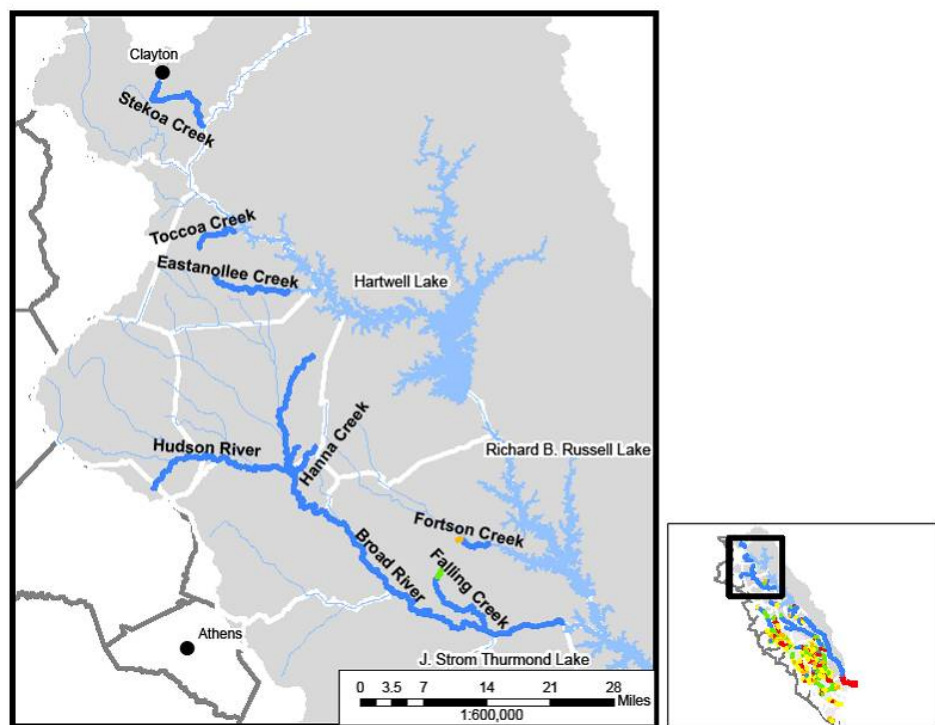 Clayton
Stekoa Creek
Toccoa Creek
Eastanollee Creek
Hartwell Lake
Hudson River
Hanna Creek
Richard B. Russell Lake
Fortson Creek
Broad River
Falling Creek
Athens
J. Strom Thurmond Lake
0 3.5 7 14 21 28
Miles
1:600,000